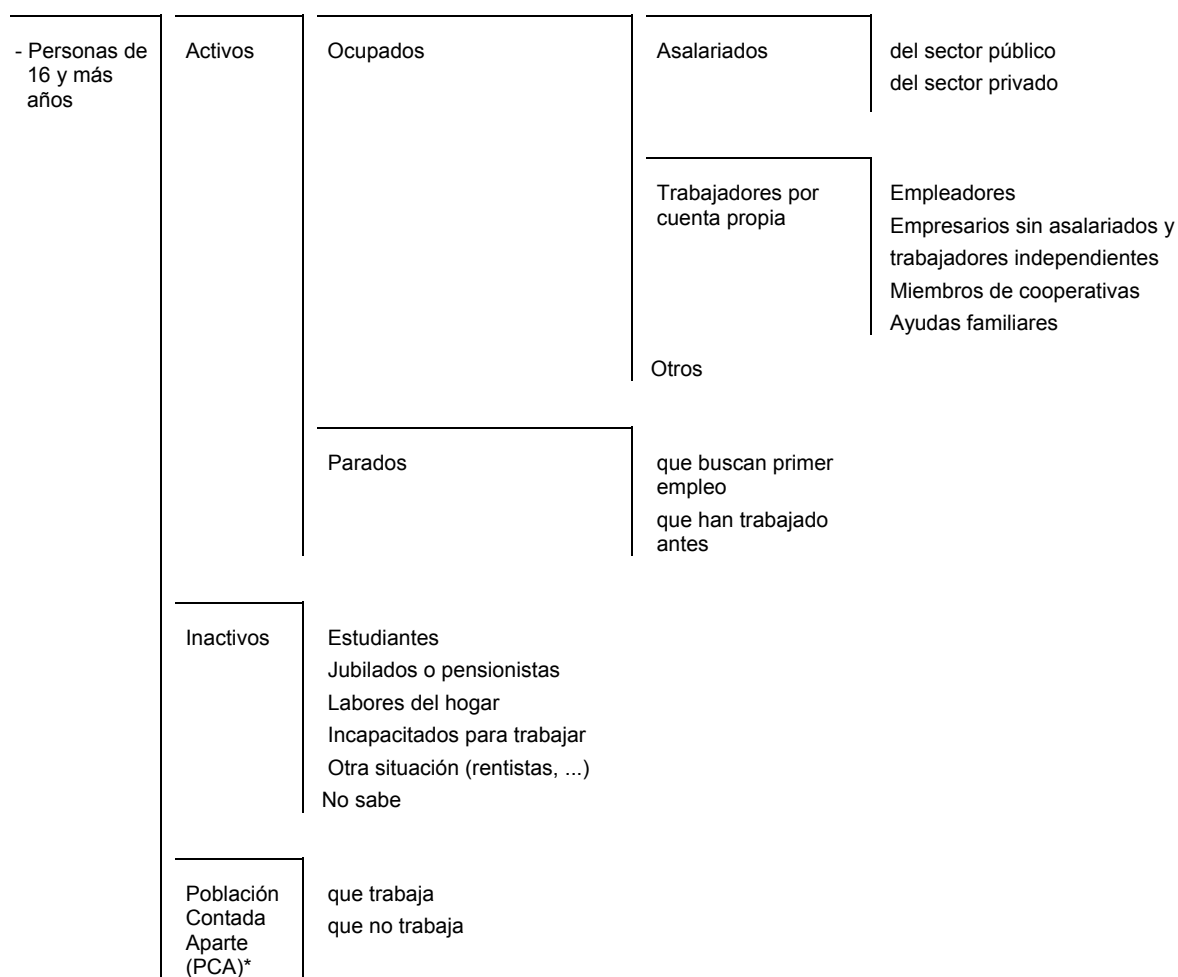 - Personas de
16 y más
años
Activos
Ocupados
Asalariados
del sector público
del sector privado
Trabajadores por
cuenta propia
Empleadores
Empresarios sin asalariados y
trabajadores independientes
Miembros de cooperativas
Ayudas familiares
Otros
Parados
que buscan primer
empleo
que han trabajado
antes
Inactivos
Estudiantes
Jubilados o pensionistas
Labores del hogar
Incapacitados para trabajar
Otra situación (rentistas, ...)
No sabe
Población
Contada
Aparte
(PCA)*
que trabaja
que no trabaja